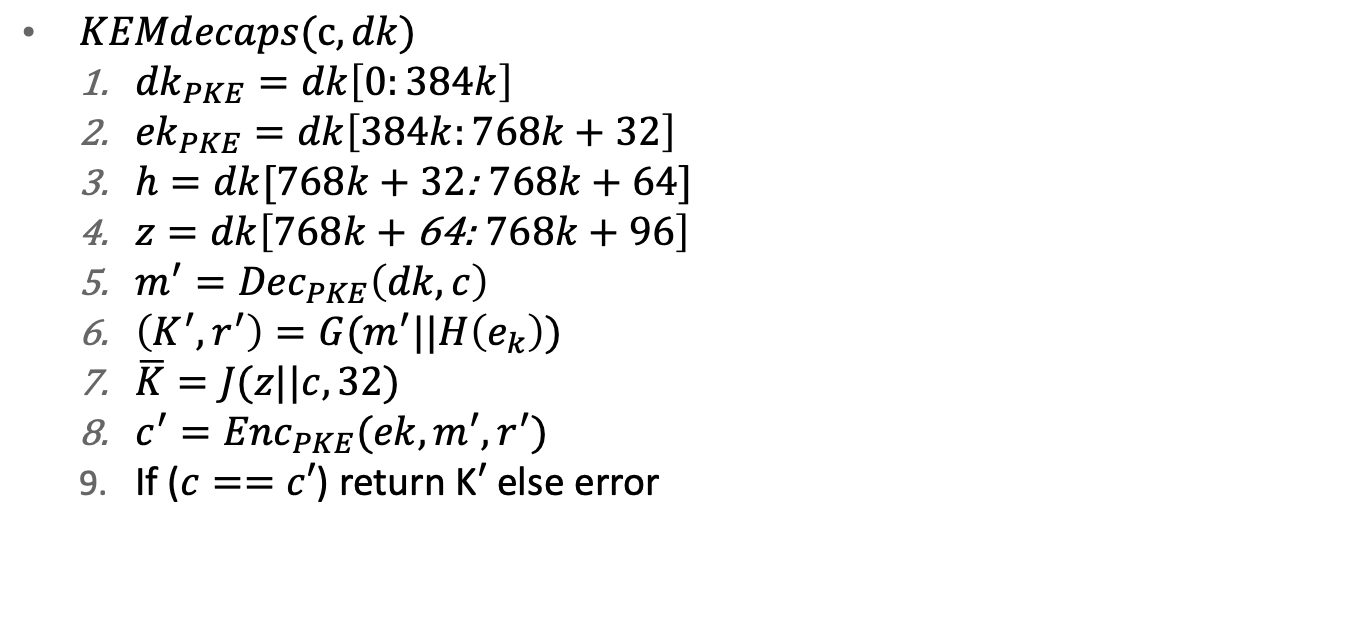 • KEMdecaps(c, dk)
1. dk_PKE = dk[0: 384k]
2. ek_PKE = dk[384k: 768k + 32]
3. h = dk[768k + 32: 768k + 64]
4. z = dk[768k + 64: 768k + 96]
5. m′ = Dec_PKE(dk, c)
6. (K′, r′) = G(m′||H(e_k))
7. K̅ = J(z||c, 32)
8. c′ = Enc_PKE(ek, m′, r′)
9. If (c == c′) return K′ else error